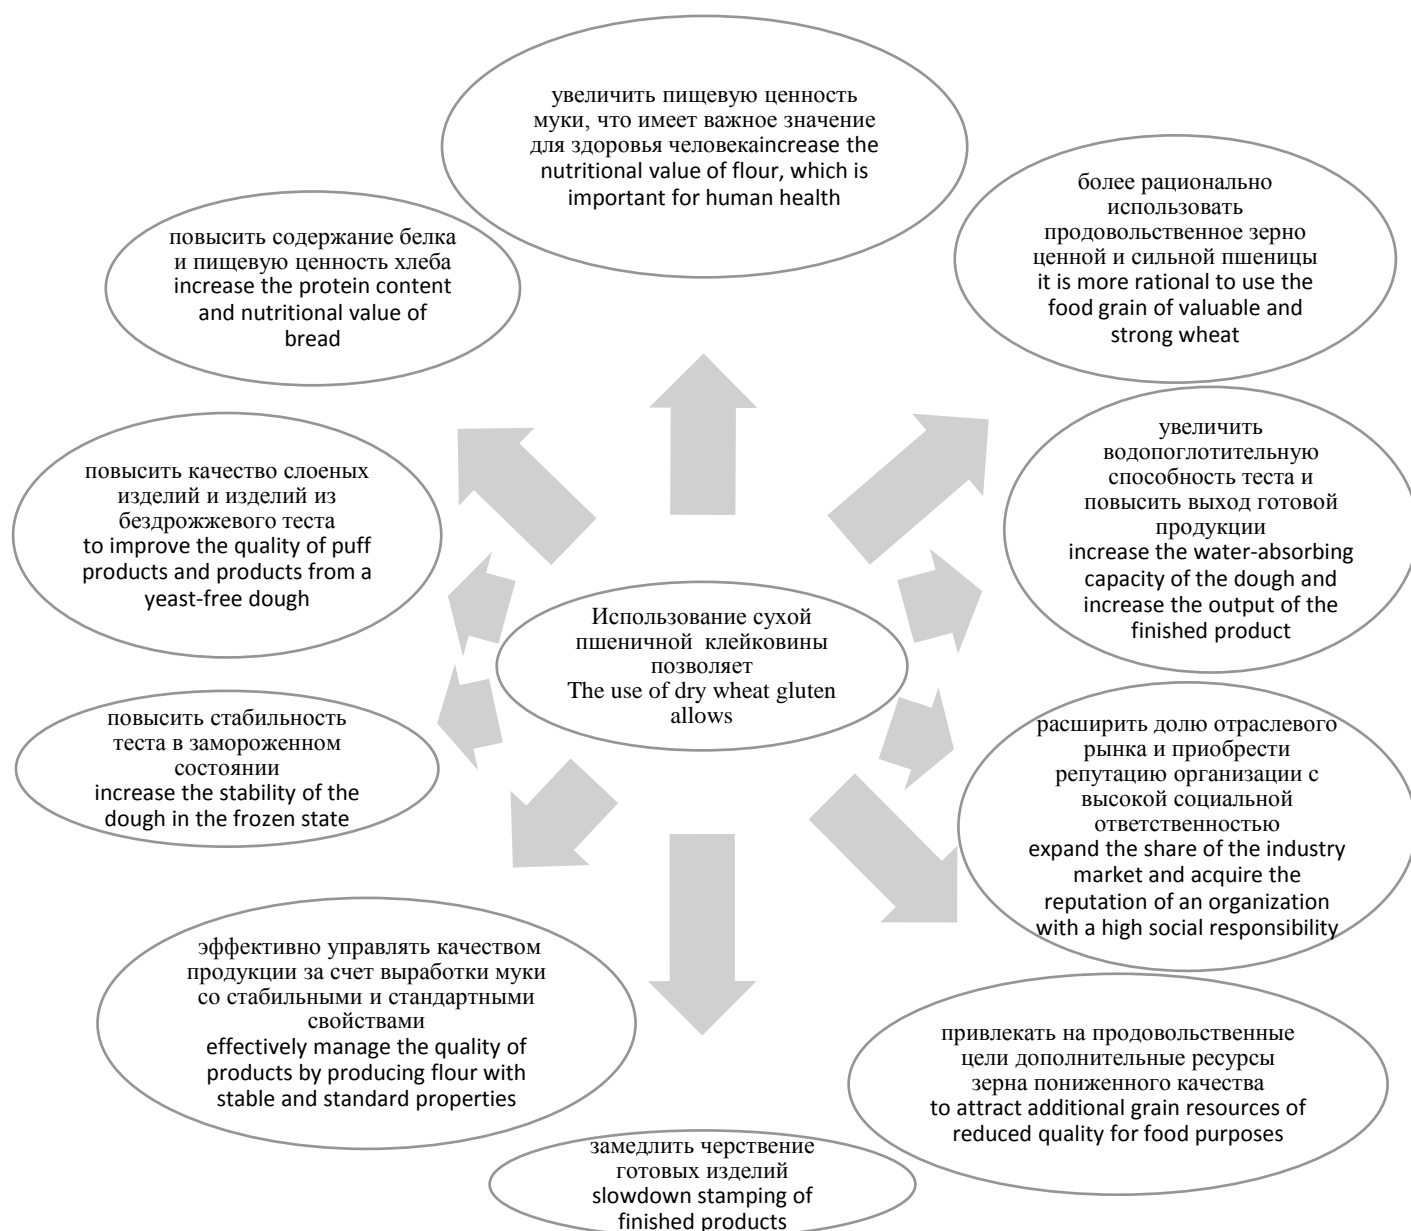 увеличить пищевую ценность
муки, что имеет важное значение
для здоровья человекаincrease the
nutritional value of flour, which is
important for human health
более рационально
использовать
продовольственное зерно
ценной и сильной пшеницы
it is more rational to use the
food grain of valuable and
strong wheat
повысить содержание белка
и пищевую ценность хлеба
increase the protein content
and nutritional value of
bread
увеличить
водопоглотительную
способность теста и
повысить выход готовой
продукции
increase the water-absorbing
capacity of the dough and
increase the output of the
finished product
повысить качество слоеных
изделий и изделий из
бездрожжевого теста
to improve the quality of puff
products and products from a
yeast-free dough
Использование сухой
пшеничной клейковины
позволяет
The use of dry wheat gluten
allows
повысить стабильность
теста в замороженном
состоянии
increase the stability of the
dough in the frozen state
расширить долю отраслевого
рынка и приобрести
репутацию организации с
высокой социальной
ответственностью
expand the share of the industry
market and acquire the
reputation of an organization
with a high social responsibility
эффективно управлять качеством
продукции за счет выработки муки
со стабильными и стандартными
свойствами
effectively manage the quality of
products by producing flour with
stable and standard properties
привлекать на продовольственные
цели дополнительные ресурсы
зерна пониженного качества
to attract additional grain resources of
reduced quality for food purposes
замедлить черствение
готовых изделий
slowdown stamping of
finished products